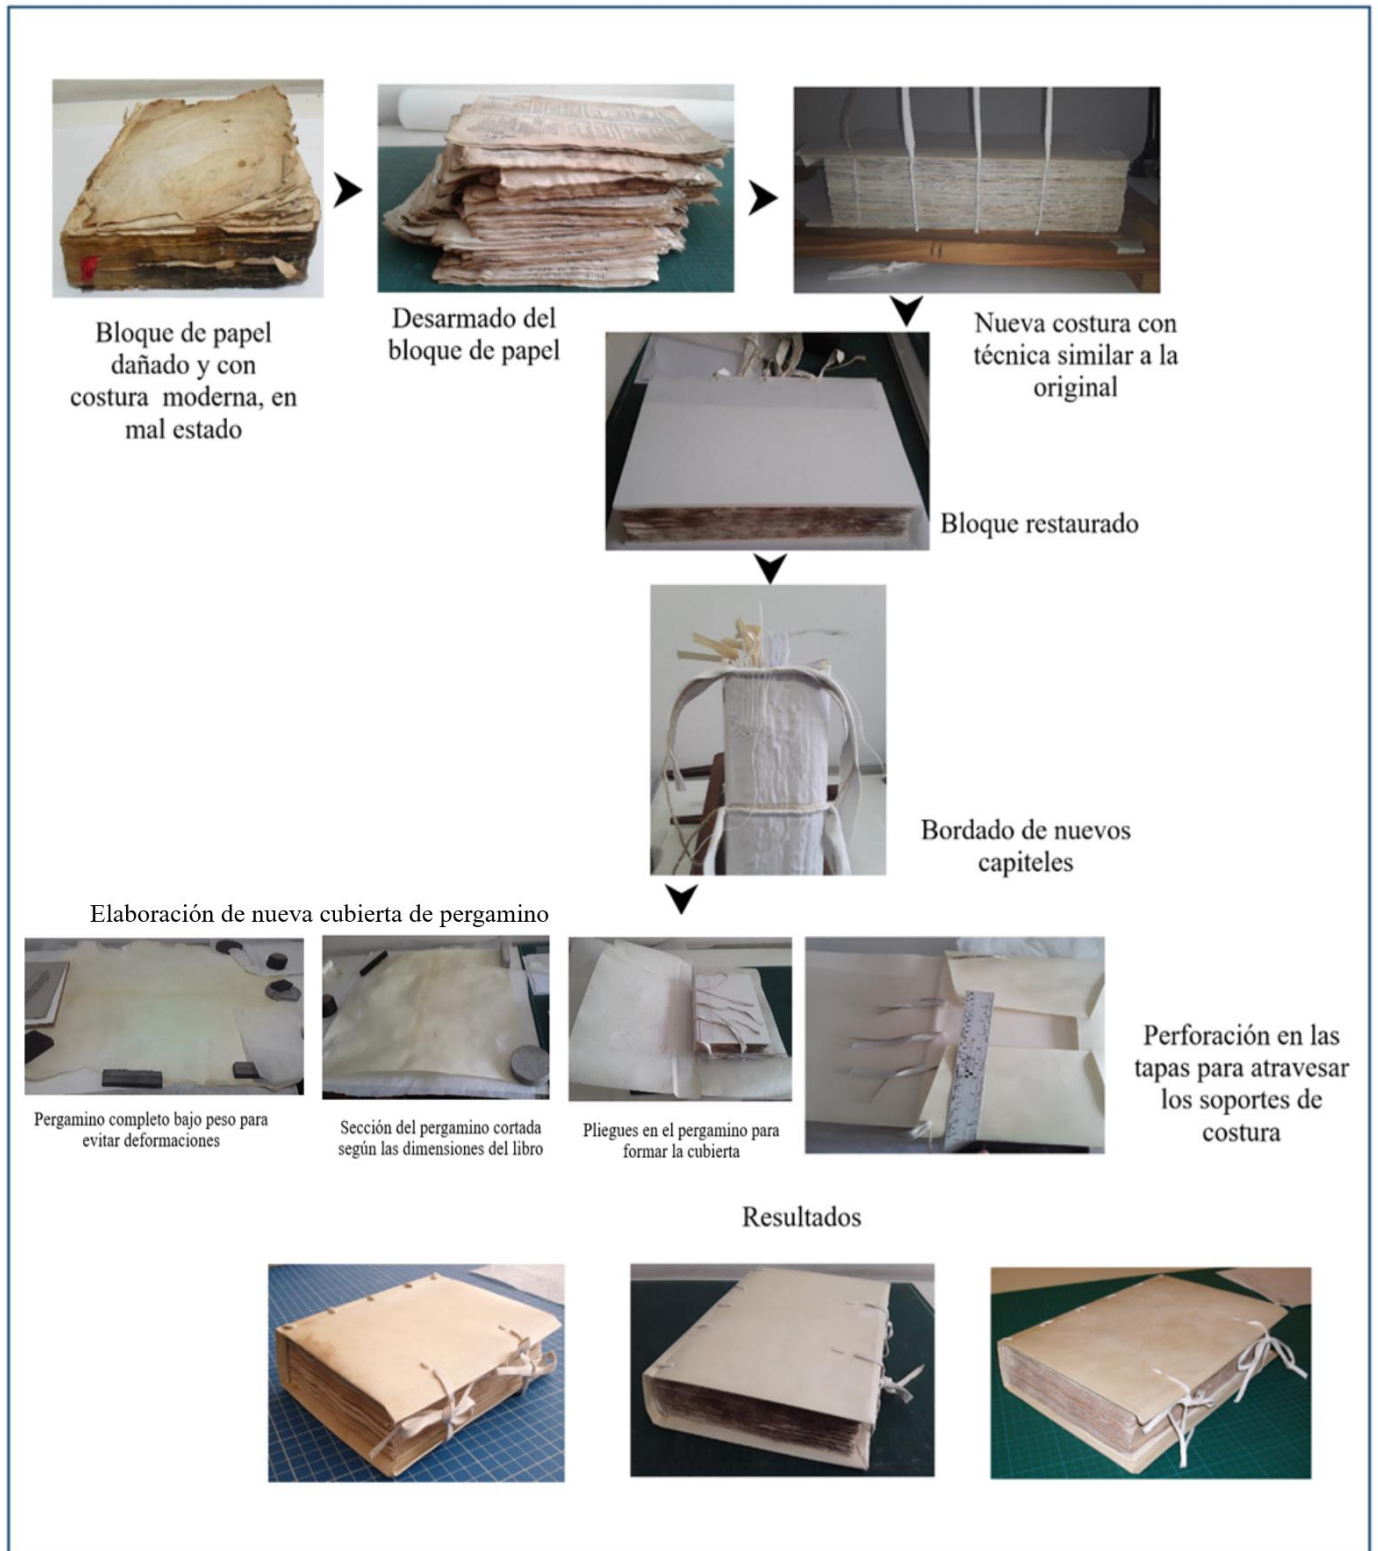 Bloque de papel
dañado y con
costura moderna, en
mal estado
Desarmado del
bloque de papel
Nueva costura con
técnica similar a la
original
Bloque restaurado
Bordado de nuevos
capiteles
Elaboración de nueva cubierta de pergamino
Pergamino completo bajo peso para
evitar deformaciones
Sección del pergamino cortada
según las dimensiones del libro
Pliegues en el pergamino para
formar la cubierta
Perforación en las
tapas para atravesar
los soportes de
costura
Resultados